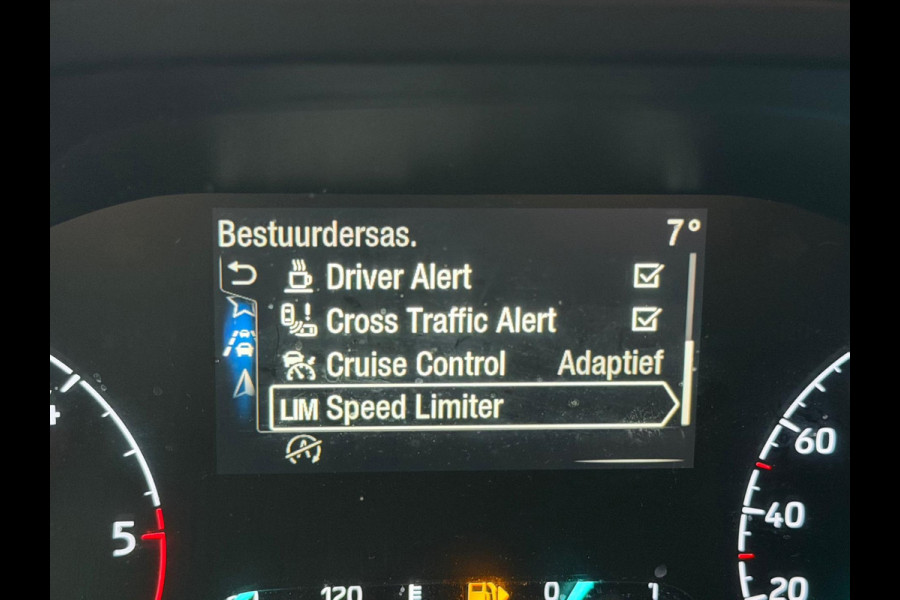 Bestuurdersas. 7°
Driver Alert
Cross Traffic Alert
Cruise Control Adaptief
LIM Speed Limiter
A
5
60
40
20
120 E 0 1